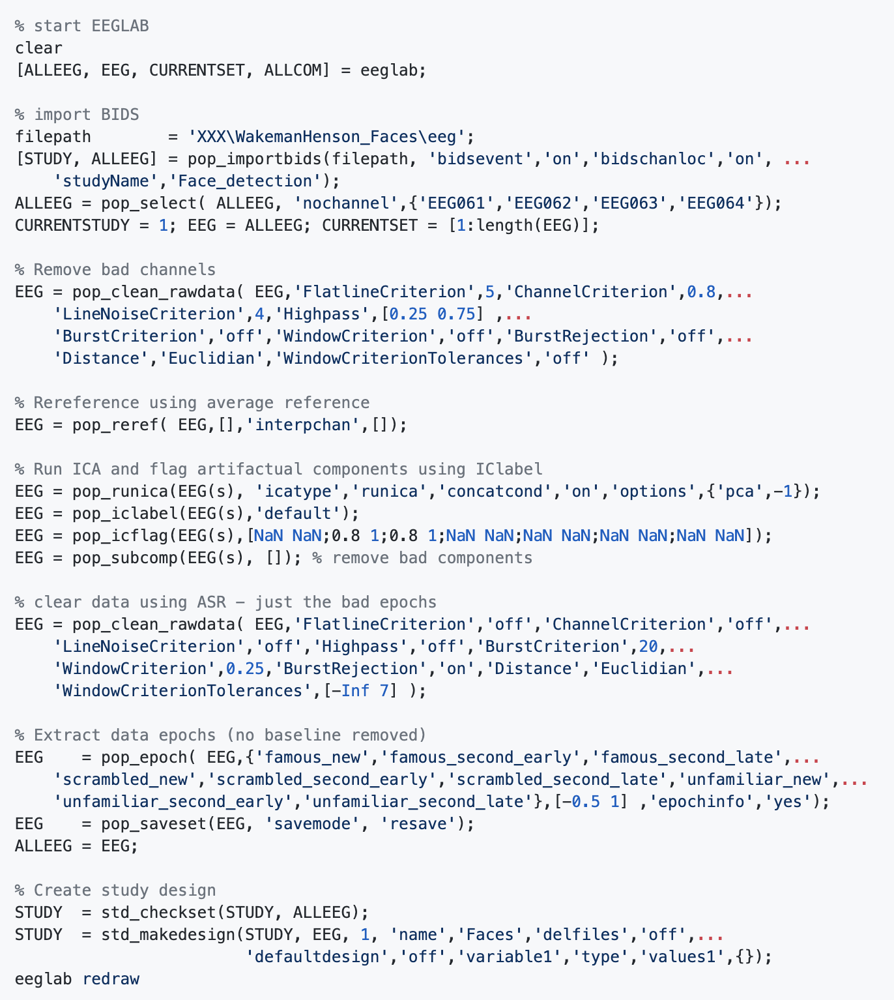 % start EEGLAB
clear
[ALLEEG, EEG, CURRENTSET, ALLCOM] = eeglab;

% import BIDS
filepath        = 'XXX\WakemanHenson_Faces\eeg';
[STUDY, ALLEEG] = pop_importbids(filepath, 'bidsevent','on','bidschanloc','on', ...
    'studyName','Face_detection');
ALLEEG = pop_select( ALLEEG, 'nochannel',{'EEG061','EEG062','EEG063','EEG064'});
CURRENTSTUDY = 1; EEG = ALLEEG; CURRENTSET = [1:length(EEG)];

% Remove bad channels
EEG = pop_clean_rawdata( EEG,'FlatlineCriterion',5,'ChannelCriterion',0.8,...
    'LineNoiseCriterion',4,'Highpass',[0.25 0.75] ,...
    'BurstCriterion','off','WindowCriterion','off','BurstRejection','off',...
    'Distance','Euclidian','WindowCriterionTolerances','off' );

% Rereference using average reference
EEG = pop_reref( EEG,[],'interpchan',[]);

% Run ICA and flag artifactual components using IClabel
EEG = pop_runica(EEG(s), 'icatype','runica','concatcond','on','options',{'pca',-1});
EEG = pop_iclabel(EEG(s),'default');
EEG = pop_icflag(EEG(s),[NaN NaN;0.8 1;0.8 1;NaN NaN;NaN NaN;NaN NaN;NaN NaN]);
EEG = pop_subcomp(EEG(s), []); % remove bad components

% clear data using ASR – just the bad epochs
EEG = pop_clean_rawdata( EEG,'FlatlineCriterion','off','ChannelCriterion','off',...
    'LineNoiseCriterion','off','Highpass','off','BurstCriterion',20,...
    'WindowCriterion',0.25,'BurstRejection','on','Distance','Euclidian',...
    'WindowCriterionTolerances',[-Inf 7] );

% Extract data epochs (no baseline removed)
EEG    = pop_epoch( EEG,{'famous_new','famous_second_early','famous_second_late',...
    'scrambled_new','scrambled_second_early','scrambled_second_late','unfamiliar_new',...
    'unfamiliar_second_early','unfamiliar_second_late'},[-0.5 1] ,'epochinfo','yes');
EEG    = pop_saveset(EEG, 'savemode', 'resave');
ALLEEG = EEG;

% Create study design
STUDY  = std_checkset(STUDY, ALLEEG);
STUDY  = std_makedesign(STUDY, EEG, 1, 'name','Faces','delfiles','off',...
                        'defaultdesign','off','variable1','type','values1',{});
eeglab redraw